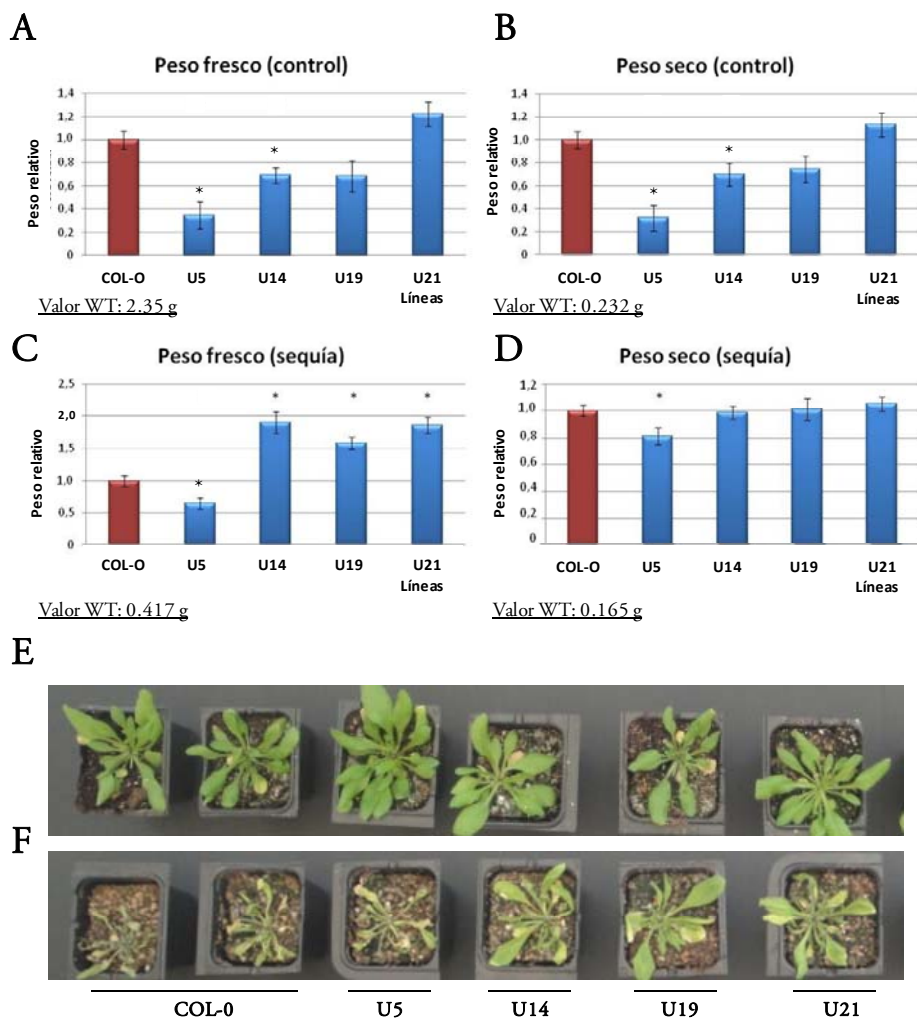 A
Peso fresco (control)
Peso relativo
1,4
1,2
1,0
0,8
0,6
0,4
0,2
0
*
*
COL-O U5 U14 U19 U21
Líneas
Valor WT: 2.35 g
B
Peso seco (control)
Peso relativo
1,4
1,2
1,0
0,8
0,6
0,4
0,2
0
*
*
COL-O U5 U14 U19 U21
Líneas
Valor WT: 0.232 g
C
Peso fresco (sequía)
Peso relativo
2,5
2,0
1,5
1,0
0,5
0
*
*
*
*
COL-O U5 U14 U19 U21
Líneas
Valor WT: 0.417 g
D
Peso seco (sequía)
Peso relativo
1,2
1,0
0,8
0,6
0,4
0,2
0
*
COL-O U5 U14 U19 U21
Líneas
Valor WT: 0.165 g
E
F
COL-0 U5 U14 U19 U21